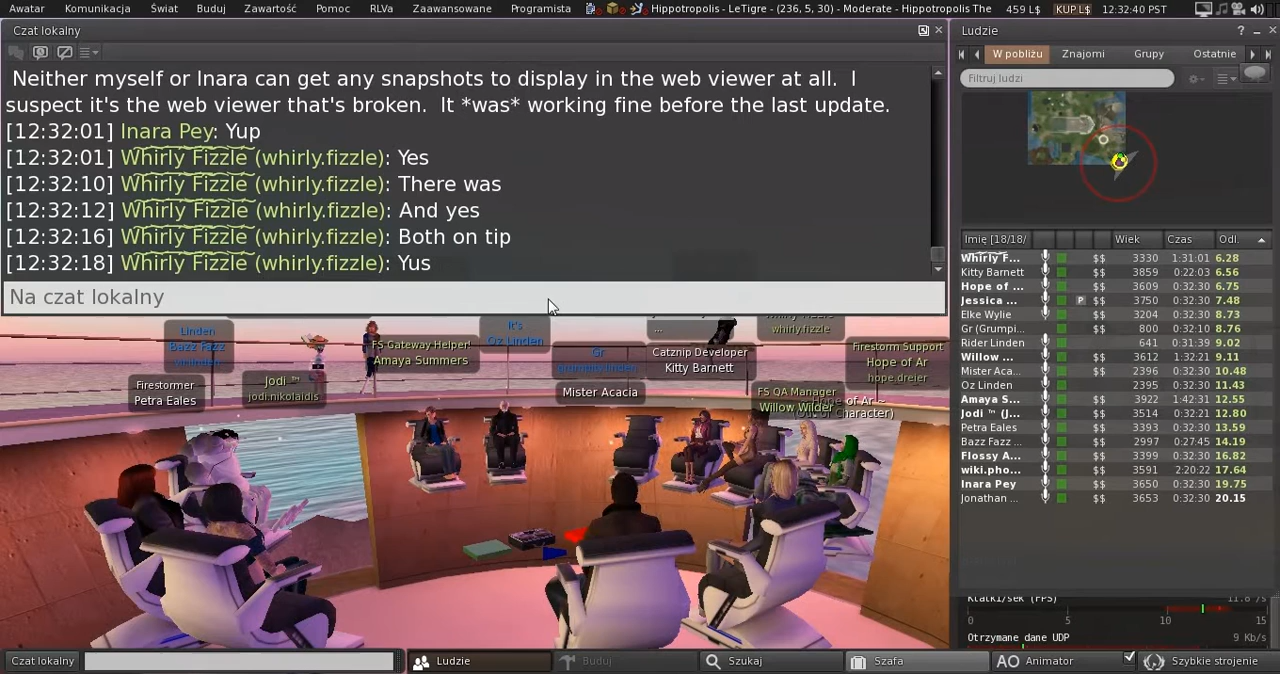 Awatar Komunikacja Świat Buduj Zawartość Pomoc RLVa Zaawansowane Programista Hippotropolis - LeTigre - (236, 5, 30) - Moderate - Hippotropolis The 459 L$ KUP L$ 12:32:40 PST
Czat lokalny
Neither myself or Inara can get any snapshots to display in the web viewer at all. I
suspect it's the web viewer that's broken. It *was* working fine before the last update.
[12:32:01] Inara Pey: Yup
[12:32:01] Whirly Fizzle (whirly.fizzle): Yes
[12:32:10] Whirly Fizzle (whirly.fizzle): There was
[12:32:12] Whirly Fizzle (whirly.fizzle): And yes
[12:32:16] Whirly Fizzle (whirly.fizzle): Both on tip
[12:32:18] Whirly Fizzle (whirly.fizzle): Yus
Na czat lokalny
Linden
Bazz Fazz
Firestormer
Petra Eales
Jodi ™
jodi.nikolaidis
FS Gateway Helper!
Amaya Summers
It's
Oz Linden
Gr
Mister Acacia
...
Catznip Developer
Kitty Barnett
whirly.fizzle
FS QA Manager
Willow Wilder
Firestorm Support
Hope of Ar
hope.dreier
Character)
Ludzie
W pobliżu Znajomi Grupy Ostatnie
Filtruj ludzi
Imię [18/18/ Wiek Czas Odl.
Whirly F... $$ 3330 1:31:01 6.28
Kitty Barnett $$ 3859 0:22:03 6.56
Hope of ... $$ 3609 0:32:30 6.75
Jessica ... P $$ 3750 0:32:30 7.48
Elke Wylie $$ 3204 0:32:30 8.73
Gr (Grumpi... $$ 800 0:32:10 8.76
Rider Linden 641 0:31:39 9.02
Willow ... $$ 3612 1:32:21 9.11
Mister Aca... $$ 2396 0:32:30 10.48
Oz Linden 2395 0:32:30 11.43
Amaya S... $$ 3922 1:42:31 12.55
Jodi ™ (J... $$ 3514 0:32:21 12.80
Petra Eales $$ 3393 0:32:30 13.59
Bazz Fazz ... $$ 2997 0:27:45 14.19
Flossy A... $$ 3399 0:32:30 16.82
wiki.pho... $$ 3591 2:20:22 17.64
Inara Pey $$ 3650 0:32:30 19.75
Jonathan ... $$ 3653 0:32:30 20.15
Klatki/sek (FPS) 11.6 /s
0 5 10 15
Otrzymane dane UDP 9 Kb/s
Czat lokalny Ludzie Buduj Szukaj Szafa AO Animator Szybkie strojenie